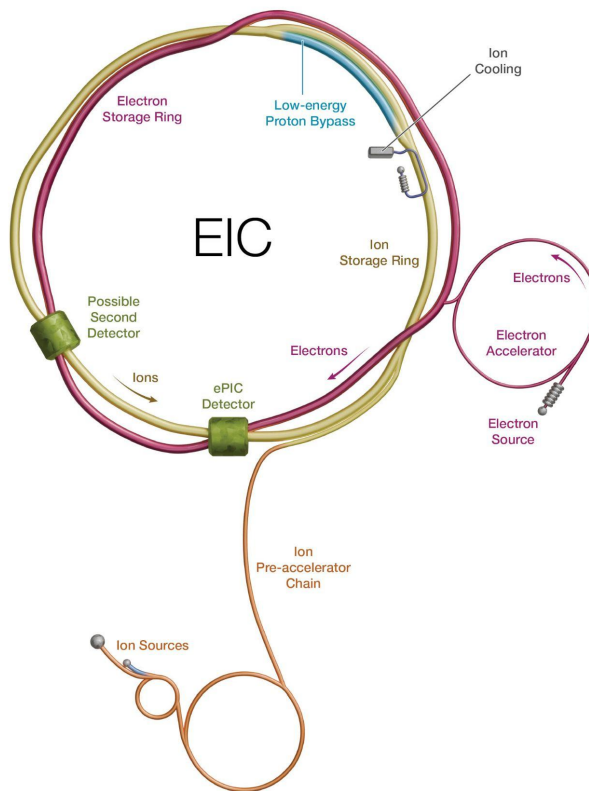 Ion
Cooling
Electron
Storage Ring
Low-energy
Proton Bypass
EIC
Ion
Storage Ring
Electrons
Possible
Second
Detector
Electron
Accelerator
Ions
Electrons
ePIC
Detector
Electron
Source
Ion
Pre-accelerator
Chain
Ion Sources